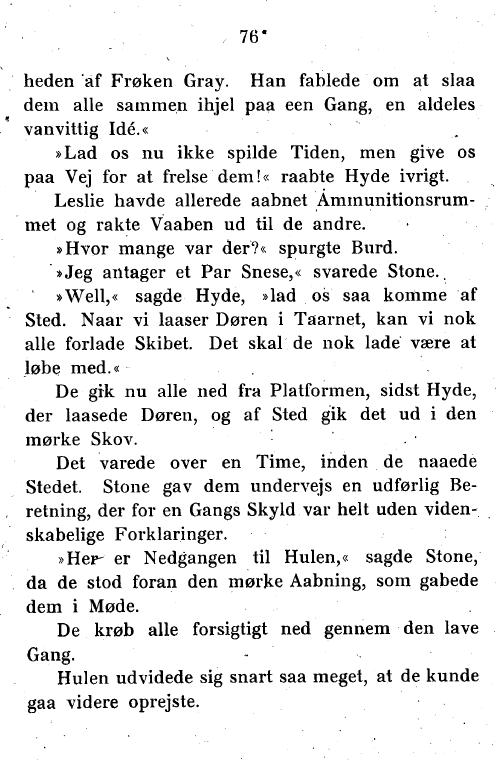 76
heden af Frøken Gray. Han fablede om at slaa
dem alle sammen ihjel paa een Gang, en aldeles
vanvittig Idé.«
»Lad os nu ikke spilde Tiden, men give os
paa Vej for at frelse dem!« raabte Hyde ivrigt.
Leslie havde allerede aabnet Ammunitionsrum-
met og rakte Vaaben ud til de andre.
»Hvor mange var der?« spurgte Burd.
»Jeg antager et Par Snese,« svarede Stone.
»Well,« sagde Hyde, »lad os saa komme af
Sted. Naar vi laaser Døren i Taarnet, kan vi nok
alle forlade Skibet. Det skal de nok lade være at
løbe med.«
De gik nu alle ned fra Platformen, sidst Hyde,
der laasede Døren, og af Sted gik det ud i den
mørke Skov.
Det varede over en Time, inden de naaede
Stedet. Stone gav dem undervejs en udførlig Be-
retning, der for en Gangs Skyld var helt uden viden-
skabelige Forklaringer.
»Her er Nedgangen til Hulen,« sagde Stone,
da de stod foran den mørke Aabning, som gabede
dem i Møde.
De krøb alle forsigtigt ned gennem den lave
Gang.
Hulen udvidede sig snart saa meget, at de kunde
gaa videre oprejste.